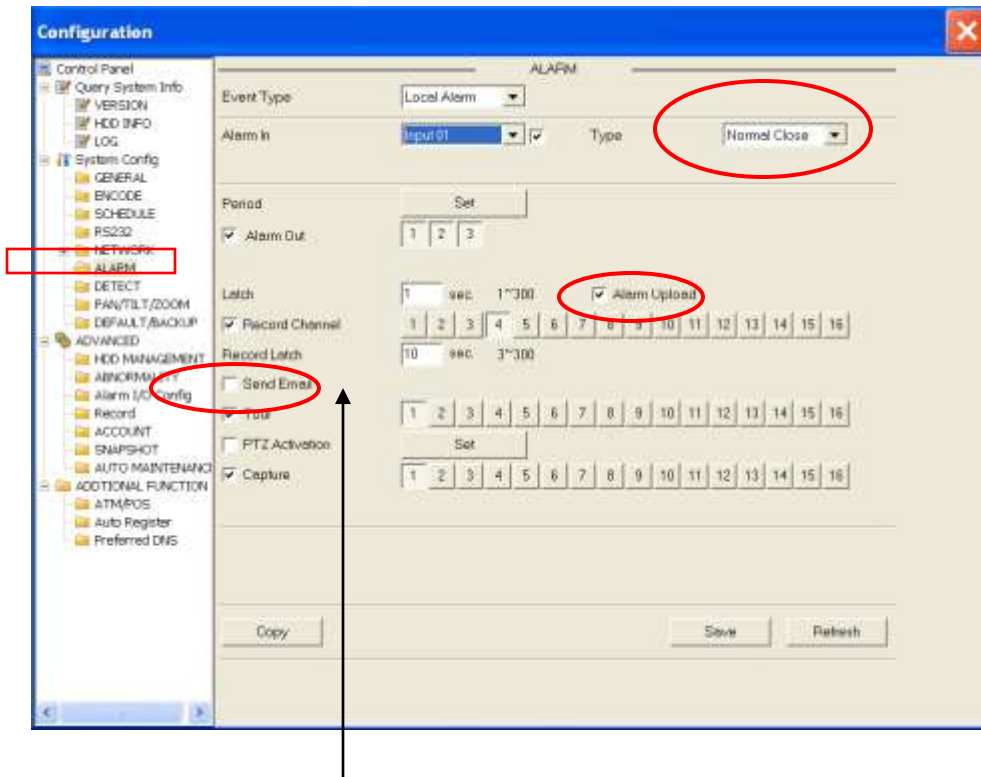 Configuration
Control Panel
Query System Info
VERSION
HDD INFO
LOG
System Config
GENERAL
ENCODE
SCHEDULE
RS232
NETWORK
ALARM
DETECT
PAN/TILT/ZOOM
DEFAULT/BACKUP
ADVANCED
HDD MANAGEMENT
ABNORMALITY
Alarm I/O Config
Record
ACCOUNT
SNAPSHOT
AUTO MAINTENANC
ADDTIONAL FUNCTION
ATM/POS
Auto Register
Preferred DNS
ALARM
Event Type Local Alarm
Alarm In Input 01 Type Normal Close
Period Set
Alarm Out 1 2 3
Latch 1 sec. 1~300 Alarm Upload
Record Channel 1 2 3 4 5 6 7 8 9 10 11 12 13 14 15 16
Record Latch 10 sec. 3~300
Send Email
Tour 1 2 3 4 5 6 7 8 9 10 11 12 13 14 15 16
PTZ Activation Set
Capture 1 2 3 4 5 6 7 8 9 10 11 12 13 14 15 16
Copy Save Refresh